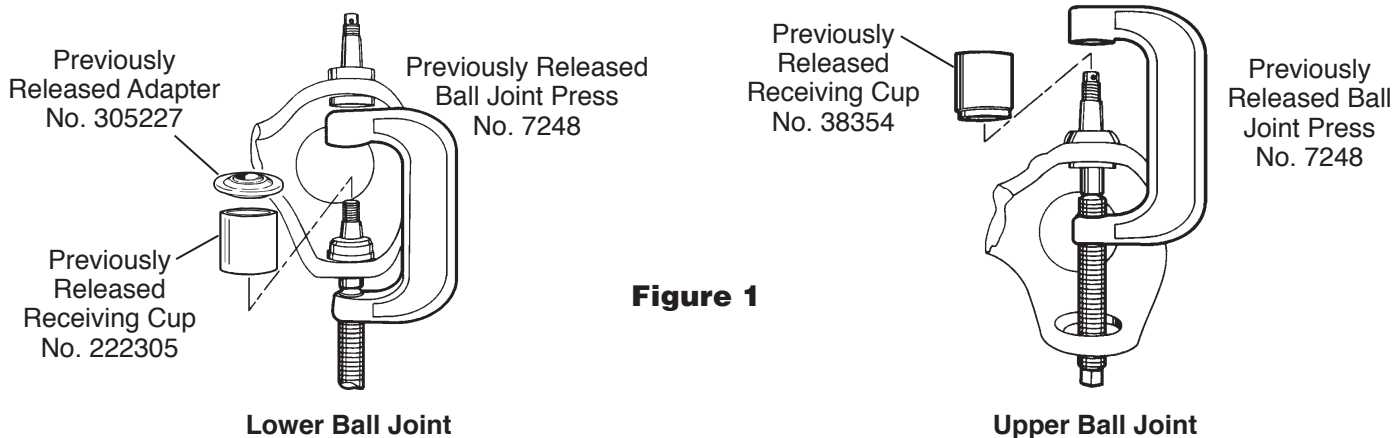 Previously
Released Adapter
No. 305227
Previously Released
Ball Joint Press
No. 7248
Previously
Released
Receiving Cup
No. 222305
Lower Ball Joint
Figure 1
Previously
Released
Receiving Cup
No. 38354
Previously
Released Ball
Joint Press
No. 7248
Upper Ball Joint